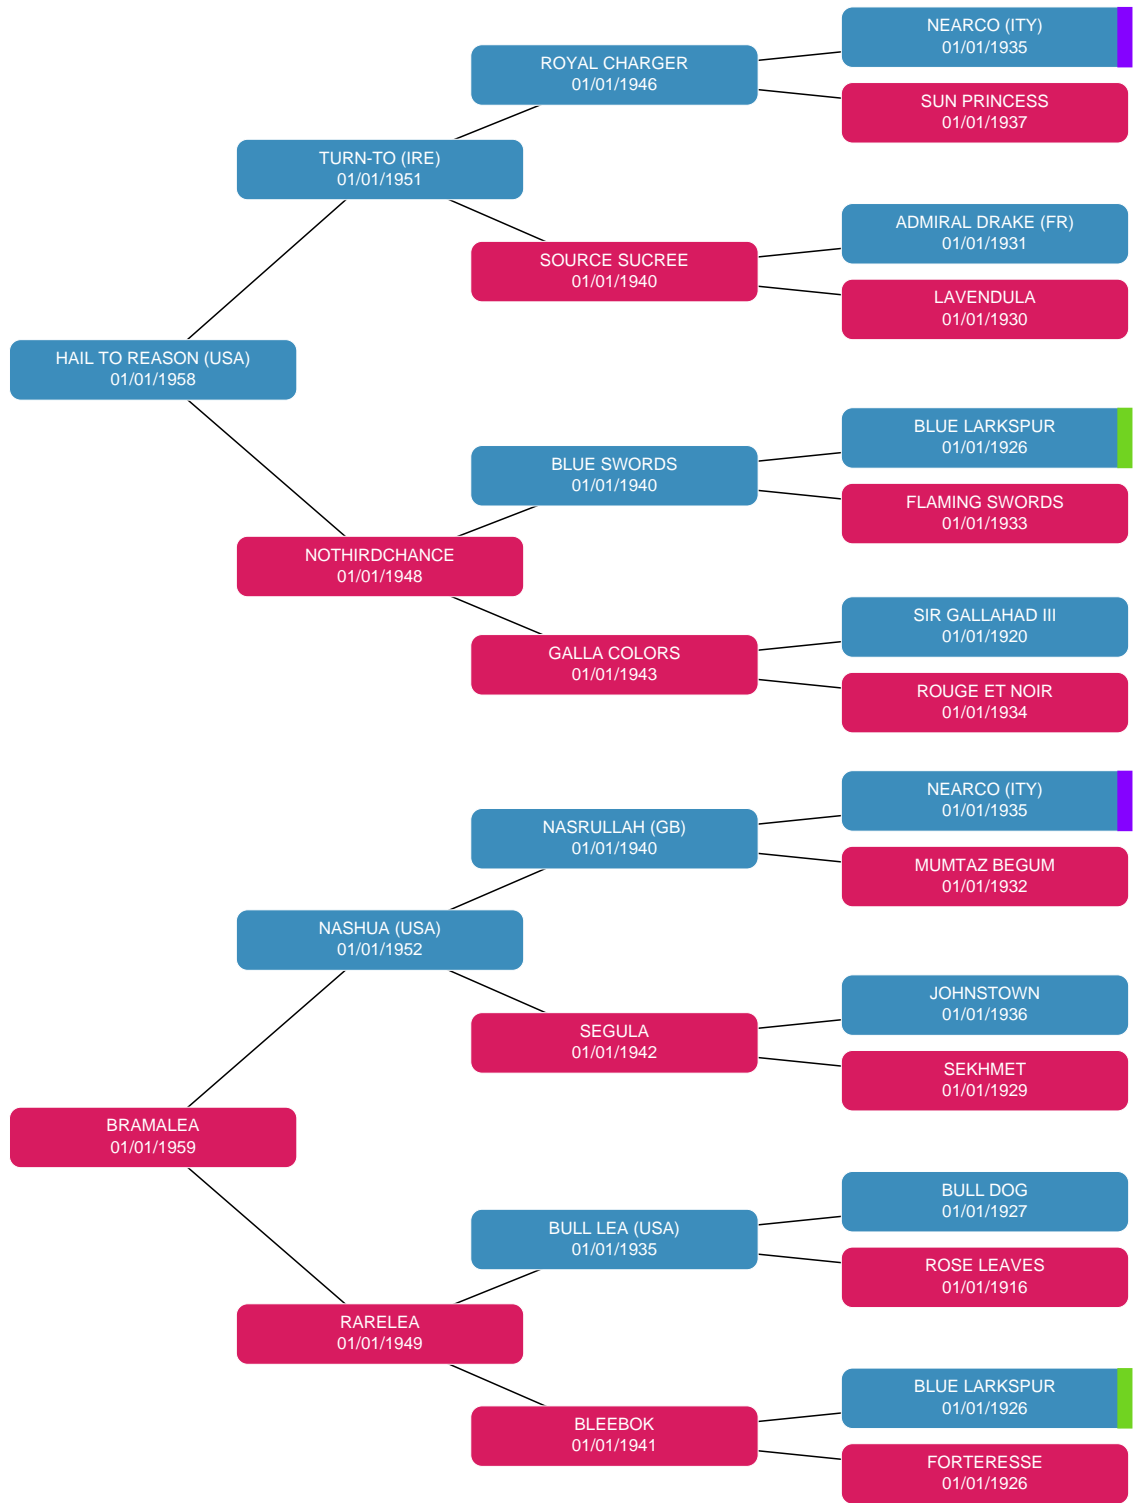 NEARCO (ITY)
01/01/1935
ROYAL CHARGER
01/01/1946
SUN PRINCESS
01/01/1937
TURN-TO (IRE)
01/01/1951
ADMIRAL DRAKE (FR)
01/01/1931
SOURCE SUCREE
01/01/1940
LAVENDULA
01/01/1930
HAIL TO REASON (USA)
01/01/1958
BLUE LARKSPUR
01/01/1926
BLUE SWORDS
01/01/1940
FLAMING SWORDS
01/01/1933
NOTHIRDCHANCE
01/01/1948
SIR GALLAHAD III
01/01/1920
GALLA COLORS
01/01/1943
ROUGE ET NOIR
01/01/1934
NEARCO (ITY)
01/01/1935
NASRULLAH (GB)
01/01/1940
MUMTAZ BEGUM
01/01/1932
NASHUA (USA)
01/01/1952
JOHNSTOWN
01/01/1936
SEGULA
01/01/1942
SEKHMET
01/01/1929
BRAMALEA
01/01/1959
BULL DOG
01/01/1927
BULL LEA (USA)
01/01/1935
ROSE LEAVES
01/01/1916
RARELEA
01/01/1949
BLUE LARKSPUR
01/01/1926
BLEEBOK
01/01/1941
FORTERESSE
01/01/1926